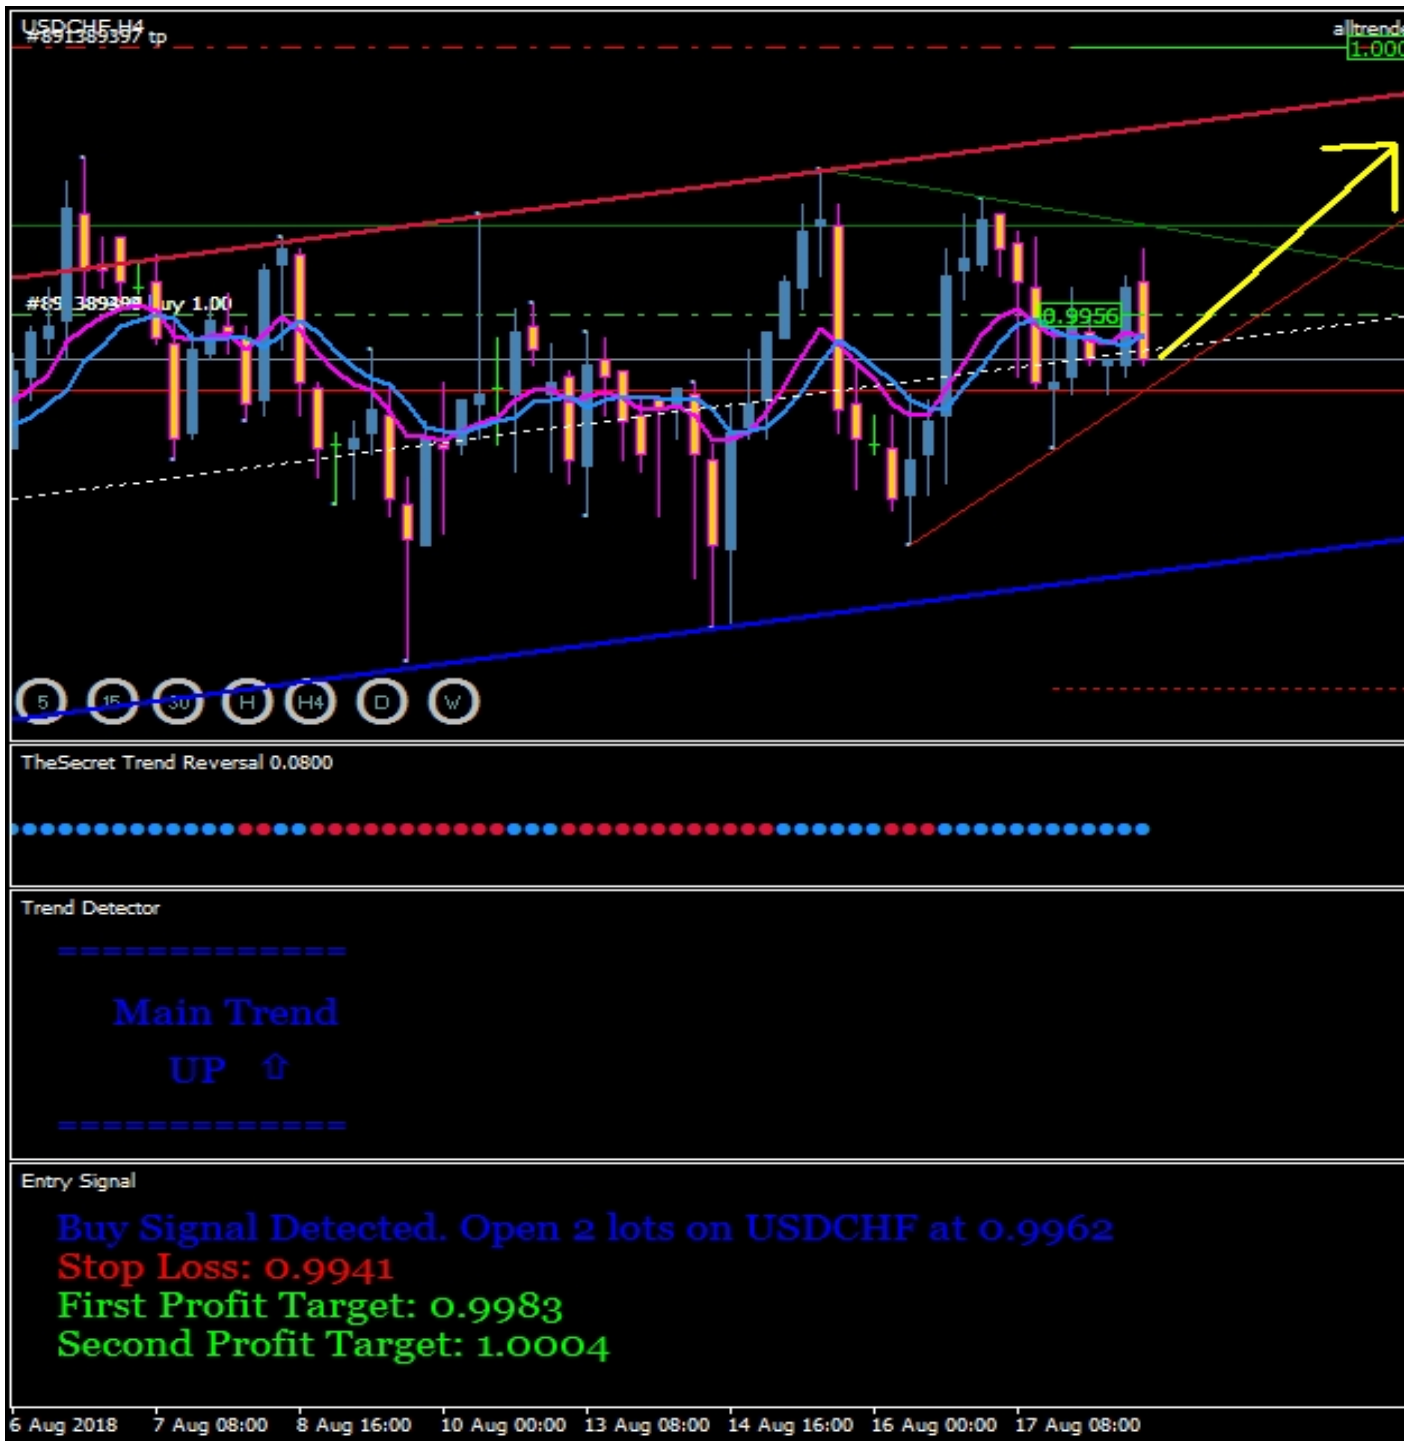 USDCHF,H4
#891389397 tp
alltrende
1.000
#891389399 buy 1.00
0.9956
5 15 30 H H4 D W
TheSecret Trend Reversal 0.0800
Trend Detector
=============
Main Trend
UP ⇧
=============
Entry Signal
Buy Signal Detected. Open 2 lots on USDCHF at 0.9962
Stop Loss: 0.9941
First Profit Target: 0.9983
Second Profit Target: 1.0004
6 Aug 2018 7 Aug 08:00 8 Aug 16:00 10 Aug 00:00 13 Aug 08:00 14 Aug 16:00 16 Aug 00:00 17 Aug 08:00